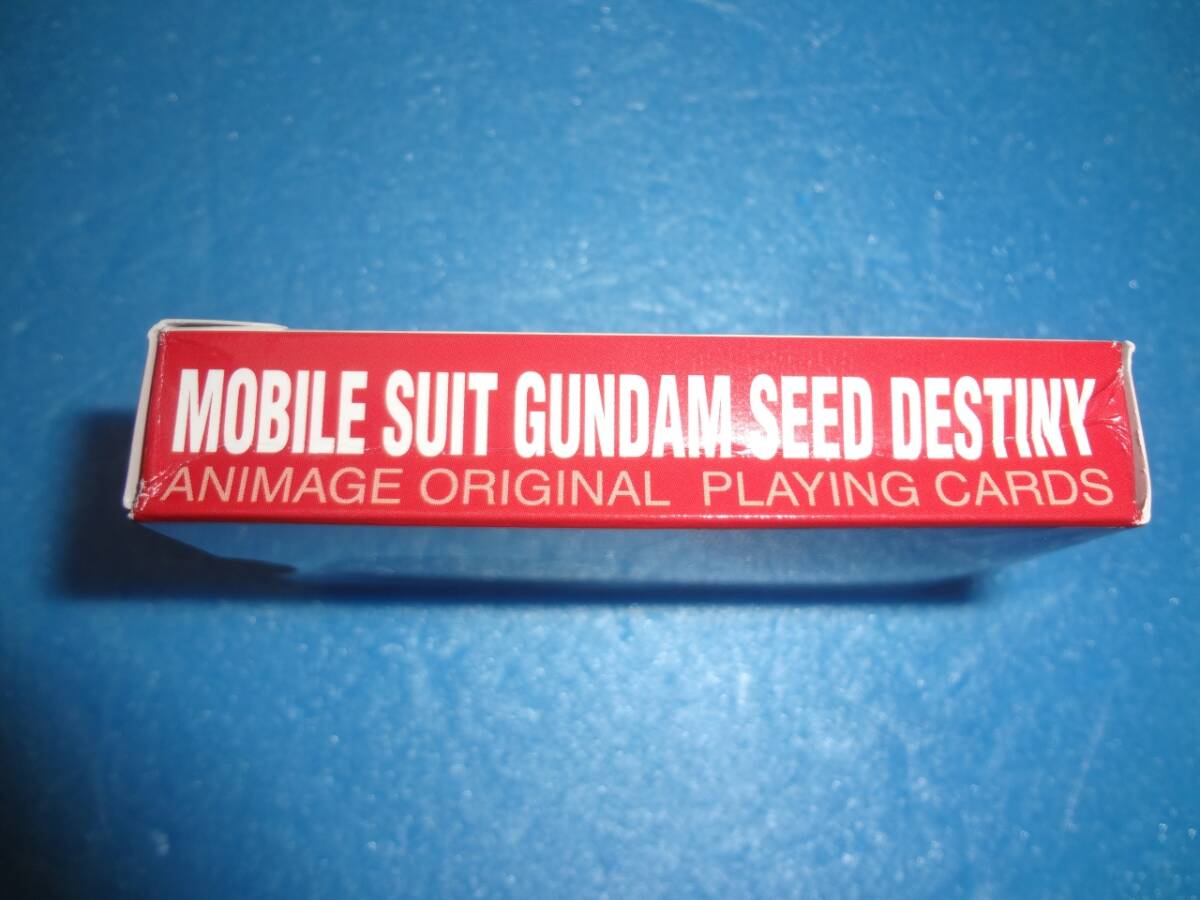 MOBILE SUIT GUNDAM SEED DESTINY
ANIMAGE ORIGINAL PLAYING CARDS